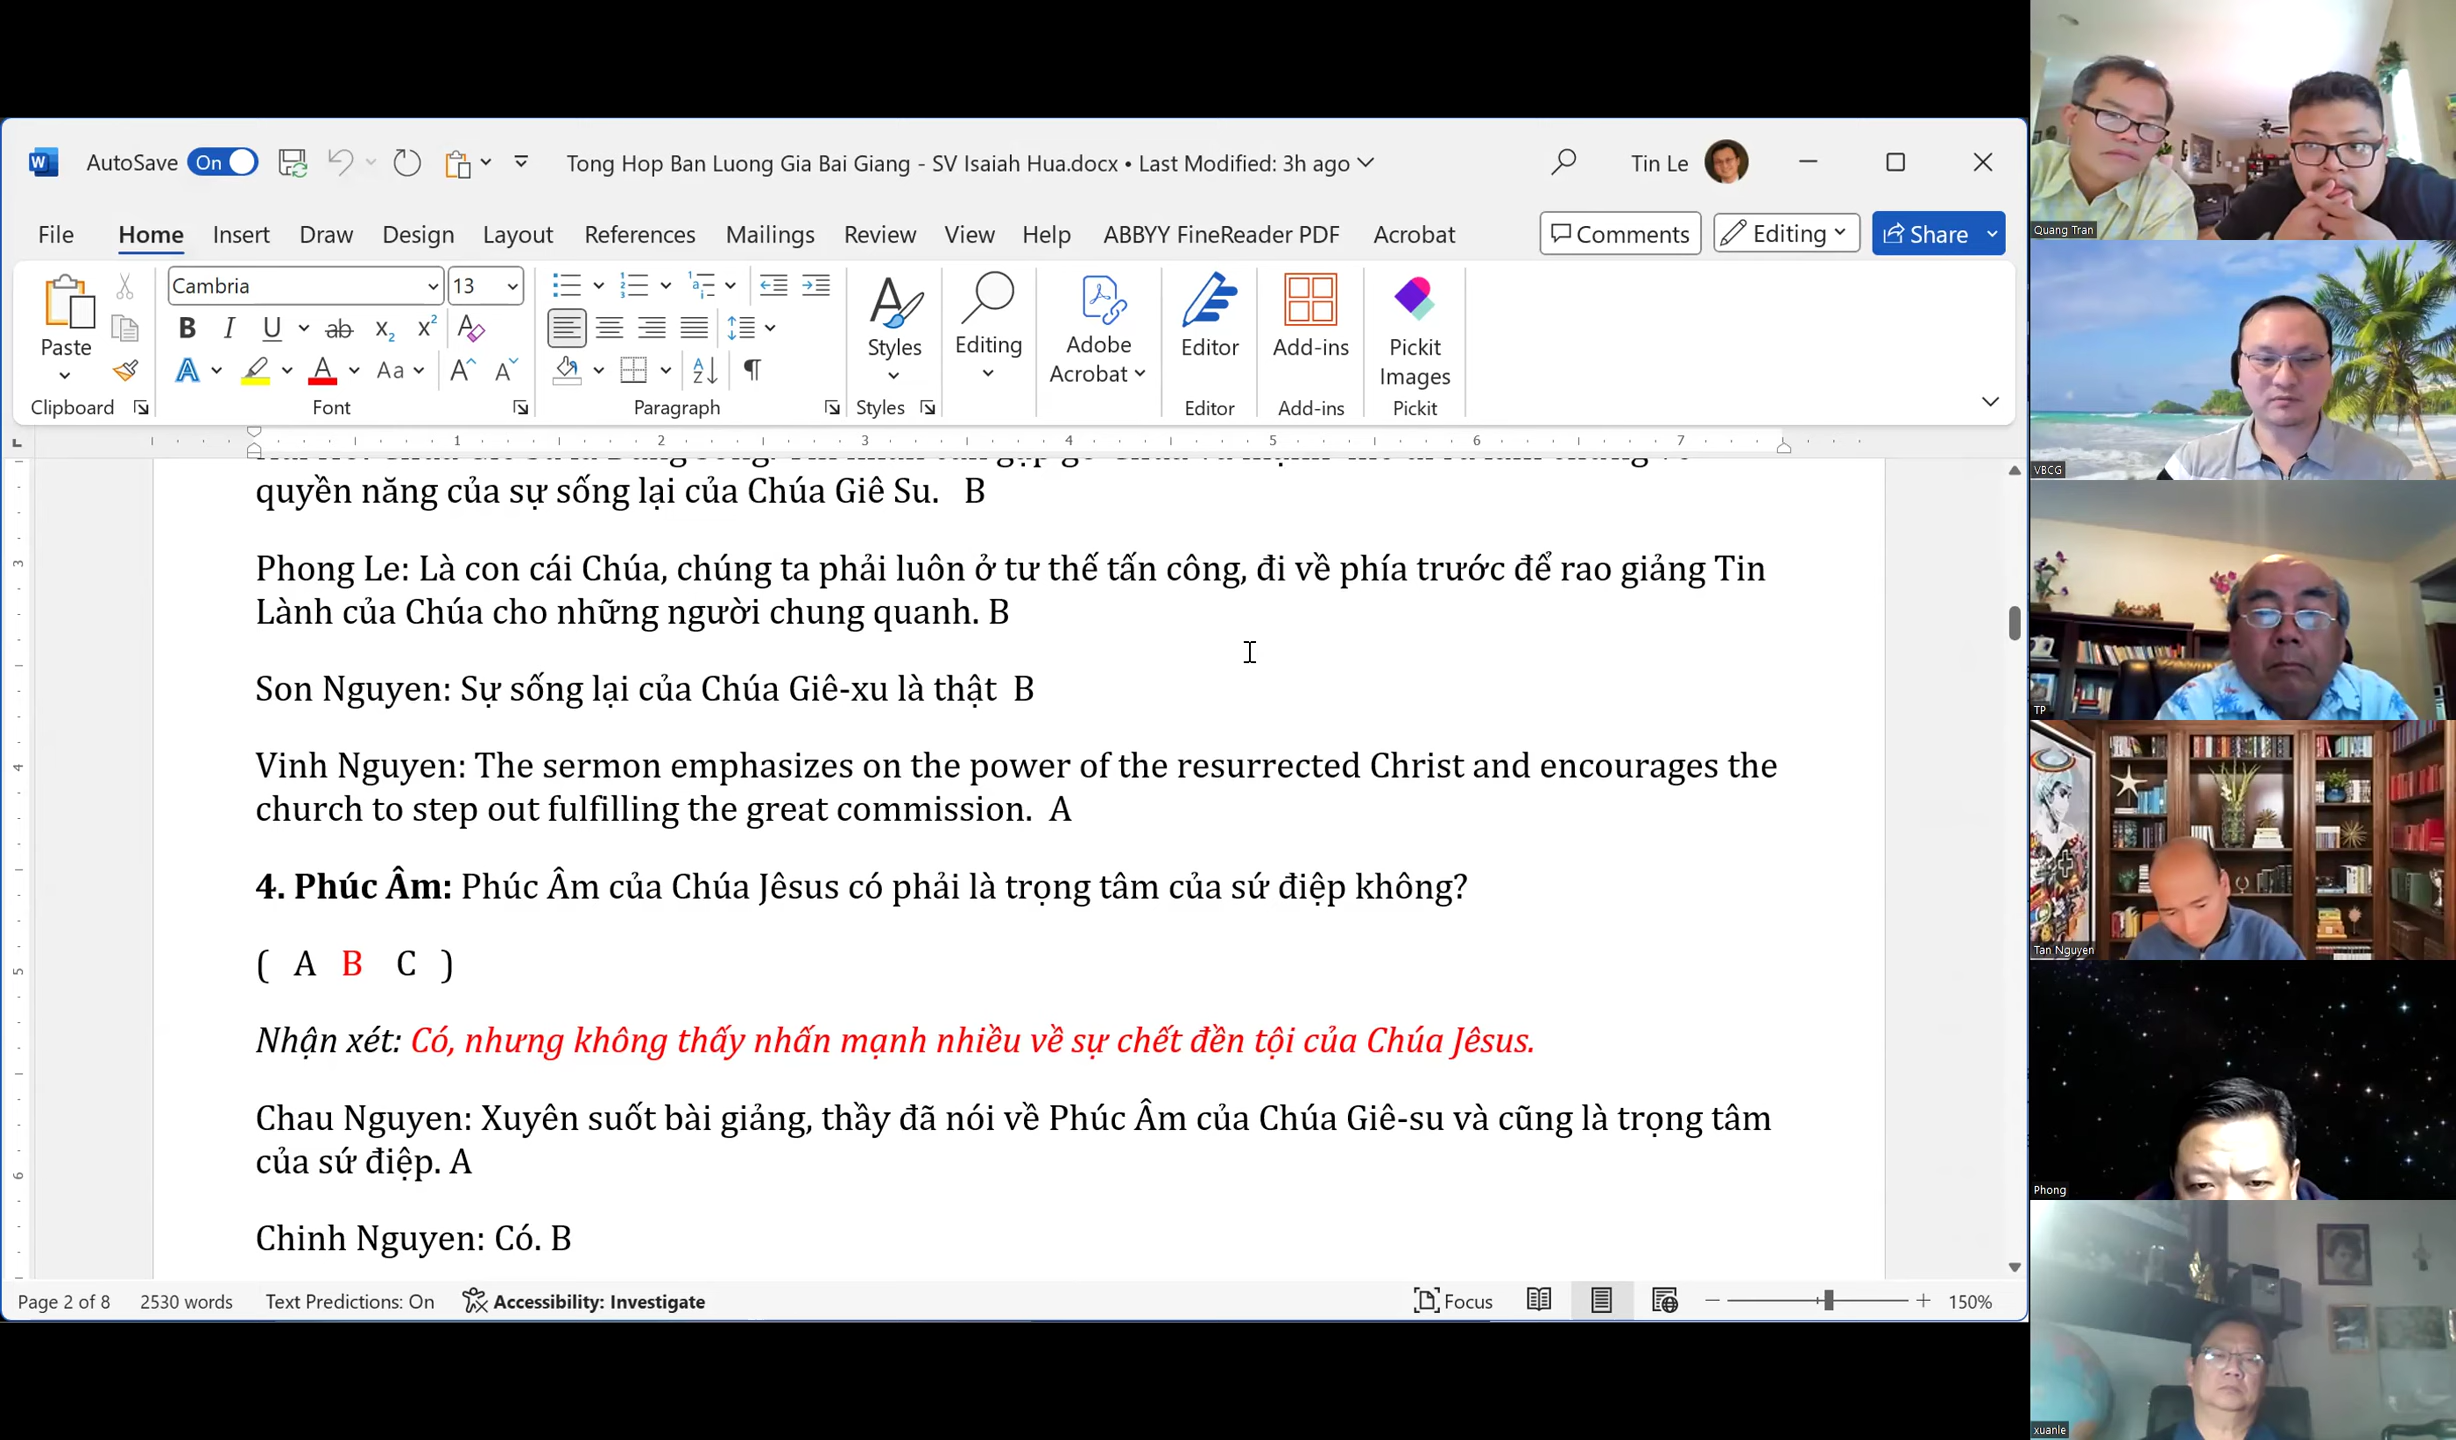 AutoSave On Tong Hop Ban Luong Gia Bai Giang - SV Isaiah Hua.docx • Last Modified: 3h ago Tin Le
File Home Insert Draw Design Layout References Mailings Review View Help ABBYY FineReader PDF Acrobat Comments Editing Share
Cambria 13
Paste Styles Editing Adobe Acrobat Editor Add-ins Pickit Images
Clipboard Font Paragraph Styles Editor Add-ins Pickit
1 2 3 4 5 6 7
quyền năng của sự sống lại của Chúa Giê Su. B
Phong Le: Là con cái Chúa, chúng ta phải luôn ở tư thế tấn công, đi về phía trước để rao giảng Tin
Lành của Chúa cho những người chung quanh. B
Son Nguyen: Sự sống lại của Chúa Giê-xu là thật B
Vinh Nguyen: The sermon emphasizes on the power of the resurrected Christ and encourages the
church to step out fulfilling the great commission. A
4. Phúc Âm: Phúc Âm của Chúa Jêsus có phải là trọng tâm của sứ điệp không?
( A B C )
Nhận xét: Có, nhưng không thấy nhấn mạnh nhiều về sự chết đền tội của Chúa Jêsus.
Chau Nguyen: Xuyên suốt bài giảng, thầy đã nói về Phúc Âm của Chúa Giê-su và cũng là trọng tâm
của sứ điệp. A
Chinh Nguyen: Có. B
Page 2 of 8 2530 words Text Predictions: On Accessibility: Investigate Focus 150%
Quang Tran
VBCG
TP
Tan Nguyen
Phong
xuanle